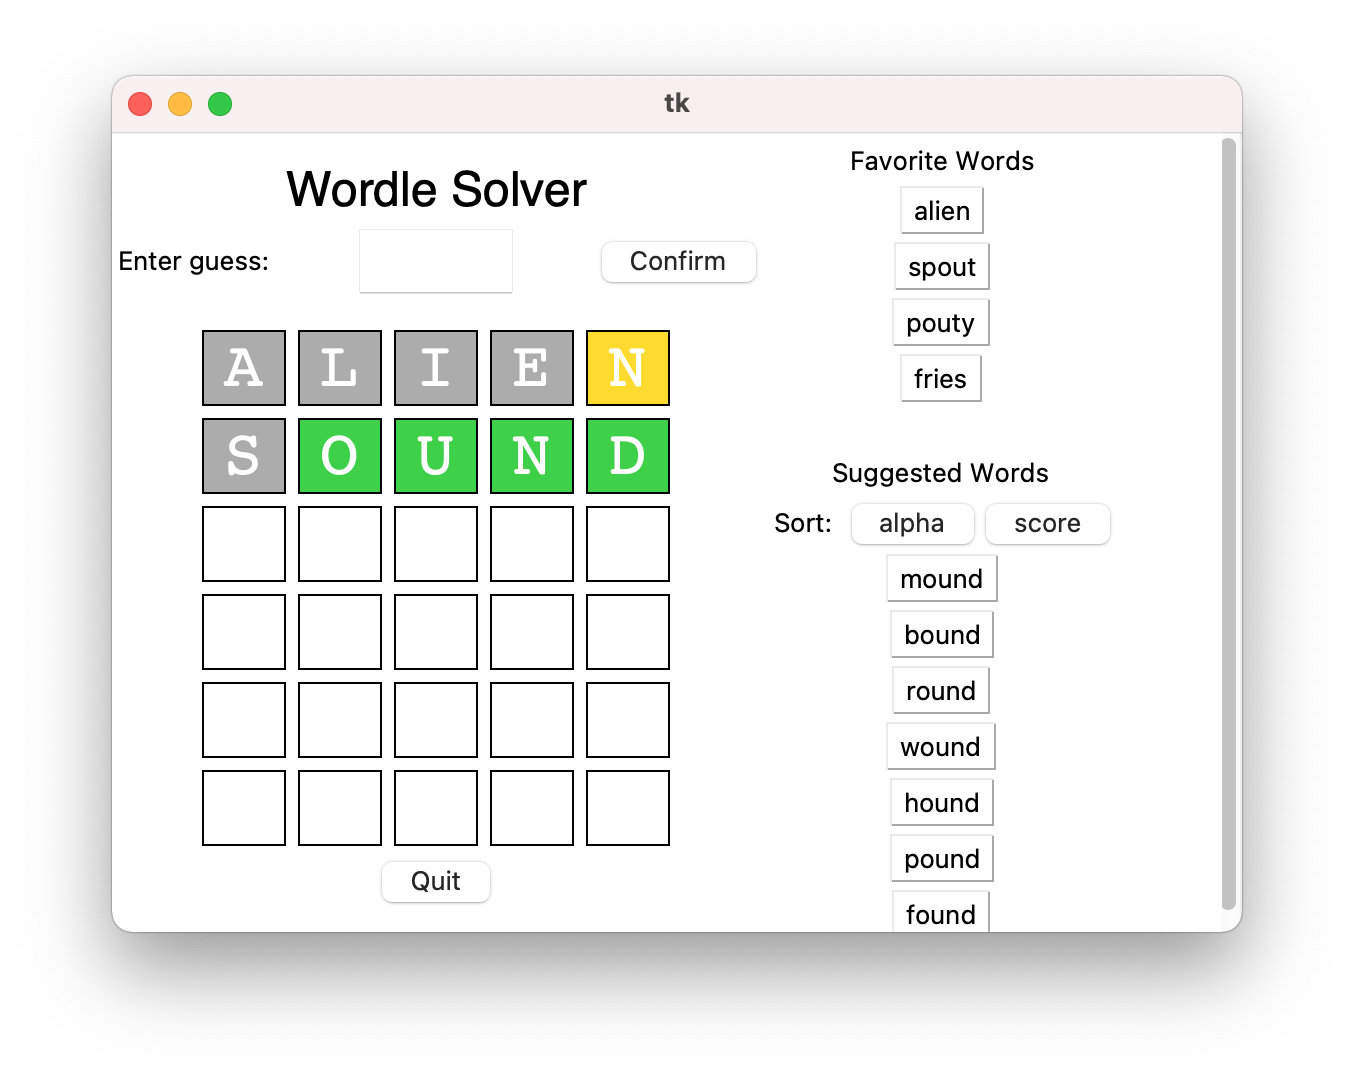 tk
Wordle Solver
Enter guess:
Confirm
A L I E N
S O U N D
Quit
Favorite Words
alien
spout
pouty
fries
Suggested Words
Sort: alpha score
mound
bound
round
wound
hound
pound
found